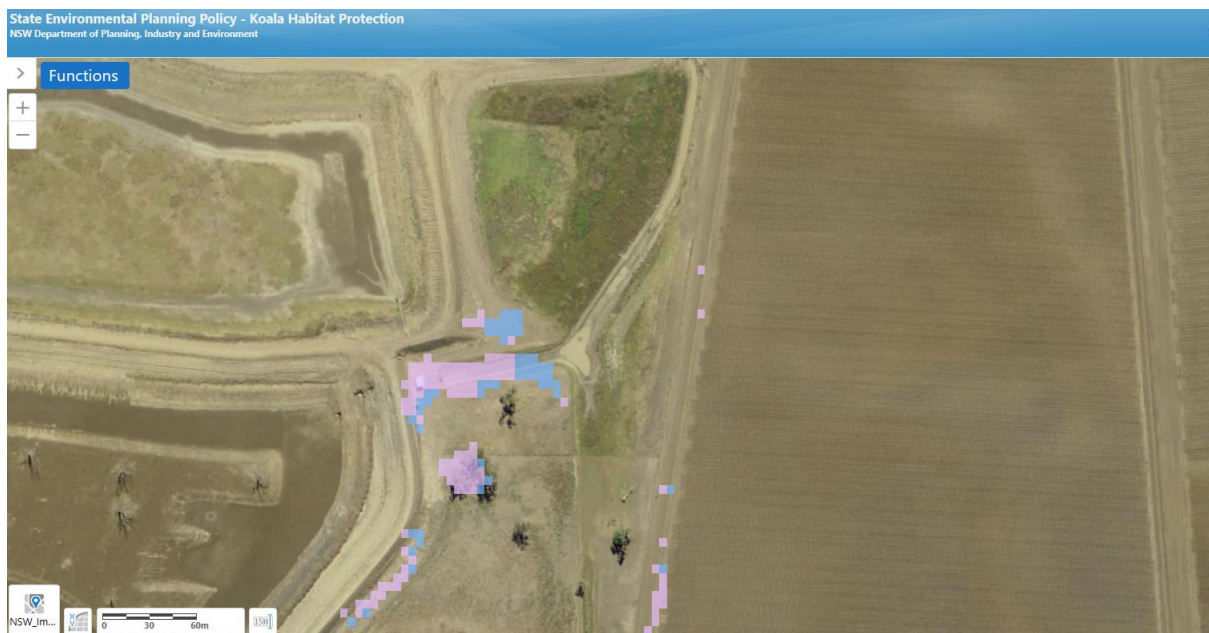 State Environmental Planning Policy - Koala Habitat Protection
NSW Department of Planning, Industry and Environment
Functions
NSW_Im...
0 30 60m